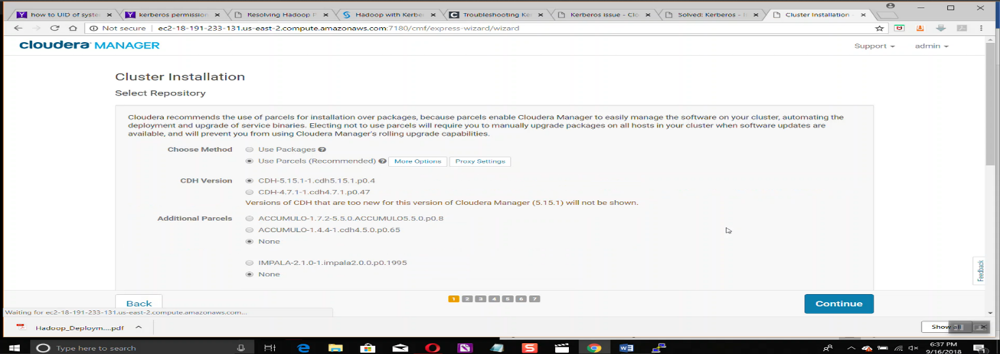 how to UID of syster
kerberos permission
Resolving Hadoop P
Hadoop with Kerbe
Troubleshooting Ke
Kerberos issue - Clo
Solved: Kerberos - I
Cluster Installation -
Not secure | ec2-18-191-233-131.us-east-2.compute.amazonaws.com:7180/cmf/express-wizard/wizard
cloudera MANAGER
Support
admin
Cluster Installation
Select Repository
Cloudera recommends the use of parcels for installation over packages, because parcels enable Cloudera Manager to easily manage the software on your cluster, automating the
deployment and upgrade of service binaries. Electing not to use parcels will require you to manually upgrade packages on all hosts in your cluster when software updates are
available, and will prevent you from using Cloudera Manager's rolling upgrade capabilities.
Choose Method
Use Packages
Use Parcels (Recommended)
More Options
Proxy Settings
CDH Version
CDH-5.15.1-1.cdh5.15.1.p0.4
CDH-4.7.1-1.cdh4.7.1.p0.47
Versions of CDH that are too new for this version of Cloudera Manager (5.15.1) will not be shown.
Additional Parcels
ACCUMULO-1.7.2-5.5.0.ACCUMULO5.5.0.p0.8
ACCUMULO-1.4.4-1.cdh4.5.0.p0.65
None
IMPALA-2.1.0-1.impala2.0.0.p0.1995
None
Feedback
Back
1 2 3 4 5 6 7
Continue
Waiting for ec2-18-191-233-131.us-east-2.compute.amazonaws.com...
Hadoop_Deploym....pdf
Show all
Type here to search
6:37 PM
9/16/2018